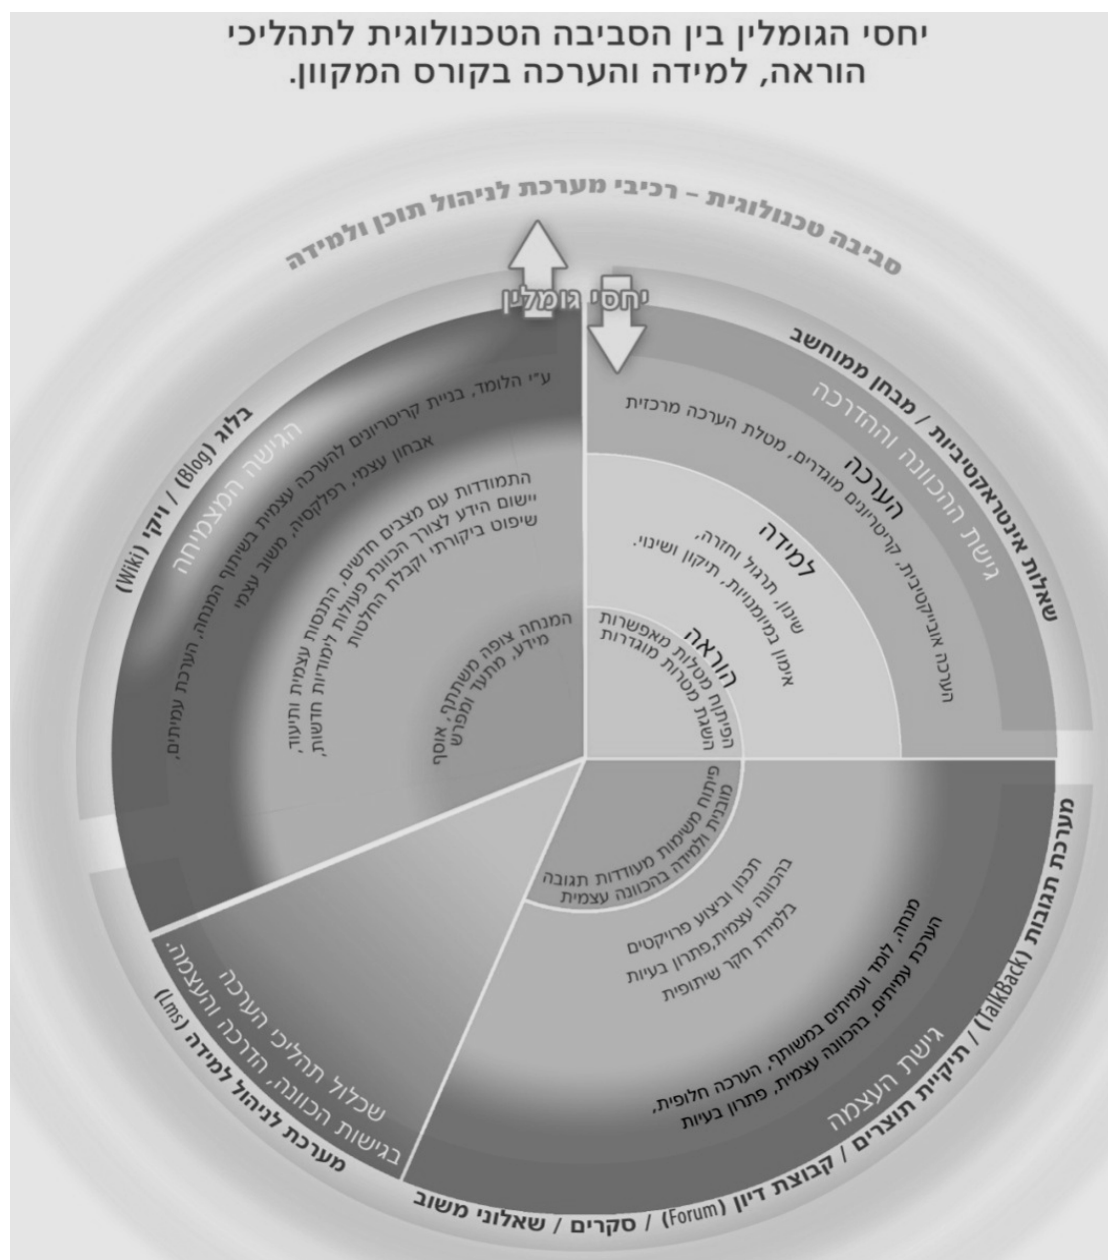 יחסי הגומלין בין הסביבה הטכנולוגית לתהליכי
הוראה, למידה והערכה בקורס המקוון.
סביבה טכנולוגית – רכיבי מערכת לניהול תוכן ולמידה
יחסי גומלין
שאלות אינטראקטיביות / מבחן ממוחשב
גישת ההכוונה וההדרכה
הערכה
הערכה אובייקטיבית, קריטריונים מוגדרים, מטלת הערכה מרכזית
למידה
שינון, תרגול וחזרה,
אימון במיומנויות, תיקון ושינוי.
הוראה
הפיתוח מטלות מאפשרות
השגת מטרות מוגדרות
מערכת תגובות (TalkBack) / תיקיית תוצרים / קבוצת דיון (Forum) / סקרים / שאלוני משוב
גישת העצמה
מנחה, לומד ועמיתים במשותף, הערכה חלופית,
הערכת עמיתים, בהכוונה עצמית, פתרון בעיות
תכנון וביצוע פרויקטים
בהכוונה עצמית,פתרון בעיות
בלמידת חקר שיתופית
פיתוח משימות מעודדות תגובה
מובנית ולמידה בהכוונה עצמית
מערכת לניהול למידה (Lms)
שכלול תהליכי הערכה
בגישות הכוונה, הדרכה והעצמה.
בלוג (Blog) / ויקי (Wiki)
הגישה המצמיחה
ע״י הלומד, בניית קריטריונים להערכה עצמית בשיתוף המנחה, הערכת עמיתים,
אבחון עצמי, רפלקסיה, משוב עצמי
התמודדות עם מצבים חדשים, התנסות עצמית ותיעוד,
יישום הידע לצורך הכוונת פעולות לימודיות חדשות,
שיפוט ביקורתי וקבלת החלטות
המנחה צופה משתתף, אוסף
מידע, מתעד ומפרש